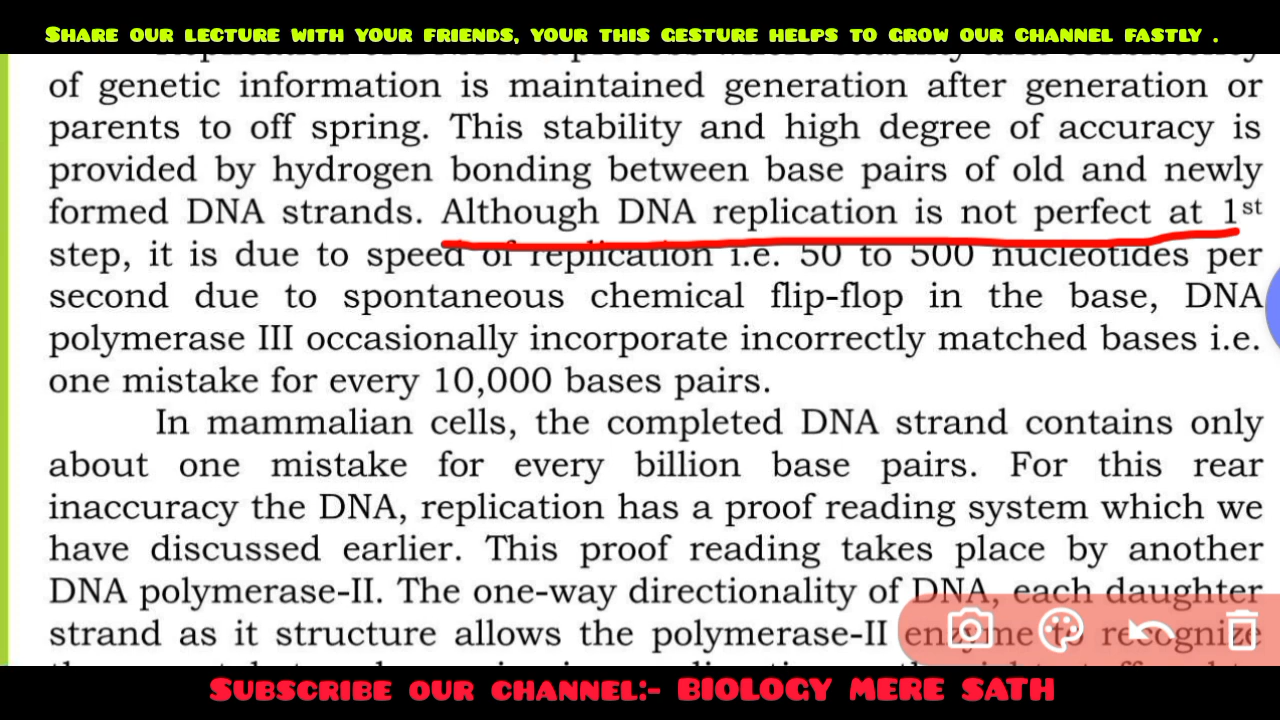 SHARE OUR LECTURE WITH YOUR FRIENDS, YOUR THIS GESTURE HELPS TO GROW OUR CHANNEL FASTLY .
of genetic information is maintained generation after generation or
parents to off spring. This stability and high degree of accuracy is
provided by hydrogen bonding between base pairs of old and newly
formed DNA strands. Although DNA replication is not perfect at 1st
step, it is due to speed of replication i.e. 50 to 500 nucleotides per
second due to spontaneous chemical flip-flop in the base, DNA
polymerase III occasionally incorporate incorrectly matched bases i.e.
one mistake for every 10,000 bases pairs.
In mammalian cells, the completed DNA strand contains only
about one mistake for every billion base pairs. For this rear
inaccuracy the DNA, replication has a proof reading system which we
have discussed earlier. This proof reading takes place by another
DNA polymerase-II. The one-way directionality of DNA, each daughter
strand as it structure allows the polymerase-II enzyme to recognize
SUBSCRIBE OUR CHANNEL:- BIOLOGY MERE SATH